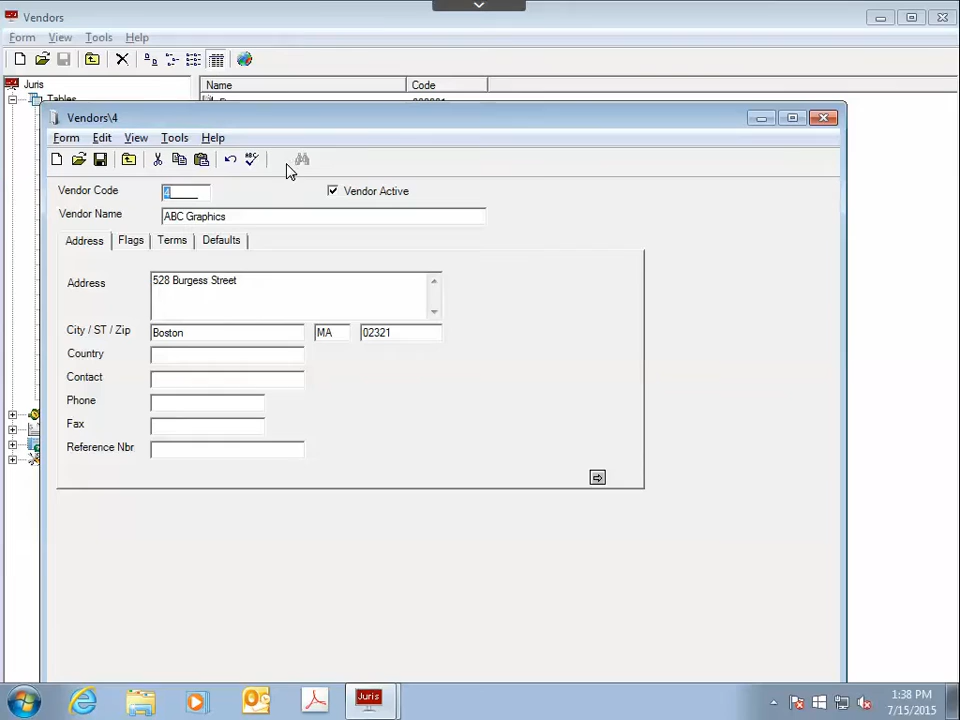 Vendors
Form View Tools Help
Juris
Name Code
Tables
Vendors\4
Form Edit View Tools Help
ABC
Vendor Code 4 Vendor Active
Vendor Name ABC Graphics
Address Flags Terms Defaults
Address 528 Burgess Street
City / ST / Zip Boston MA 02321
Country
Contact
Phone
Fax
Reference Nbr
Juris
1:38 PM
7/15/2015